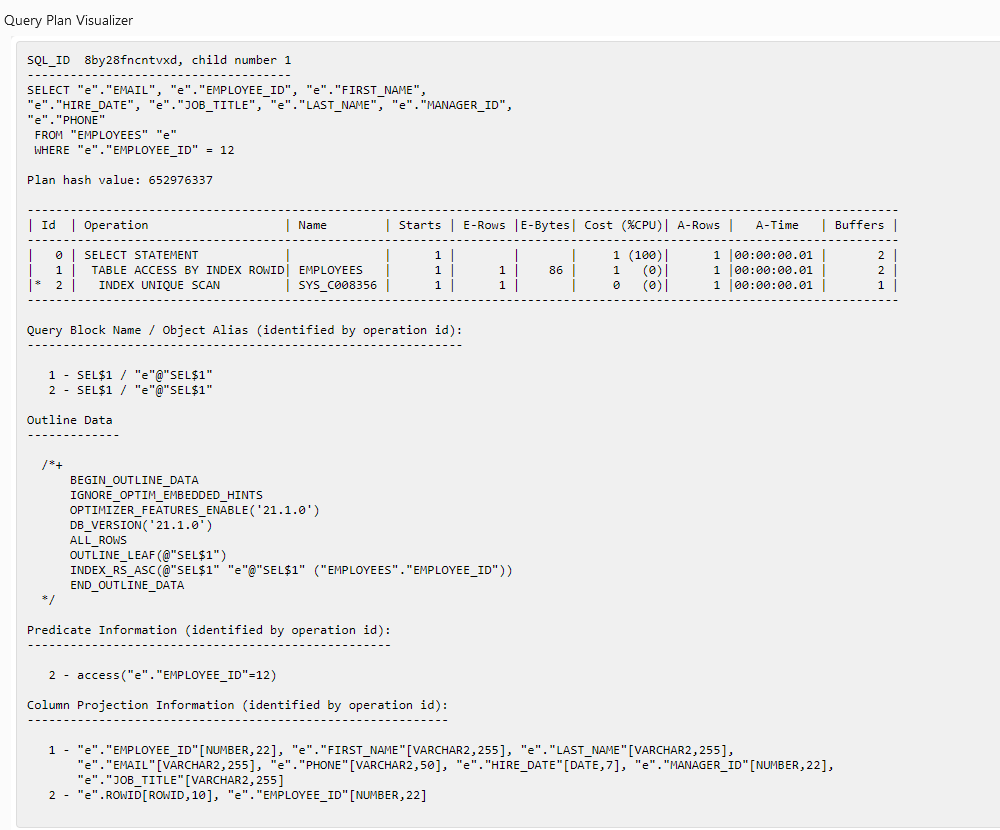 Query Plan Visualizer
SQL_ID  8by28fncntvxd, child number 1
-------------------------------------
SELECT "e"."EMAIL", "e"."EMPLOYEE_ID", "e"."FIRST_NAME",
"e"."HIRE_DATE", "e"."JOB_TITLE", "e"."LAST_NAME", "e"."MANAGER_ID",
"e"."PHONE"
 FROM "EMPLOYEES" "e"
 WHERE "e"."EMPLOYEE_ID" = 12
Plan hash value: 652976337
--------------------------------------------------------------------------------------------------------------------------
| Id  | Operation                   | Name        | Starts | E-Rows |E-Bytes| Cost (%CPU)| A-Rows |   A-Time   | Buffers |
--------------------------------------------------------------------------------------------------------------------------
|   0 | SELECT STATEMENT            |             |      1 |        |       |     1 (100)|      1 |00:00:00.01 |       2 |
|   1 |  TABLE ACCESS BY INDEX ROWID| EMPLOYEES   |      1 |      1 |    86 |     1   (0)|      1 |00:00:00.01 |       2 |
|*  2 |   INDEX UNIQUE SCAN         | SYS_C008356 |      1 |      1 |       |     0   (0)|      1 |00:00:00.01 |       1 |
--------------------------------------------------------------------------------------------------------------------------
Query Block Name / Object Alias (identified by operation id):
-------------------------------------------------------------
   1 - SEL$1 / "e"@"SEL$1"
   2 - SEL$1 / "e"@"SEL$1"
Outline Data
-------------
  /*+
      BEGIN_OUTLINE_DATA
      IGNORE_OPTIM_EMBEDDED_HINTS
      OPTIMIZER_FEATURES_ENABLE('21.1.0')
      DB_VERSION('21.1.0')
      ALL_ROWS
      OUTLINE_LEAF(@"SEL$1")
      INDEX_RS_ASC(@"SEL$1" "e"@"SEL$1" ("EMPLOYEES"."EMPLOYEE_ID"))
      END_OUTLINE_DATA
  */
Predicate Information (identified by operation id):
---------------------------------------------------
   2 - access("e"."EMPLOYEE_ID"=12)
Column Projection Information (identified by operation id):
-----------------------------------------------------------
   1 - "e"."EMPLOYEE_ID"[NUMBER,22], "e"."FIRST_NAME"[VARCHAR2,255], "e"."LAST_NAME"[VARCHAR2,255],
       "e"."EMAIL"[VARCHAR2,255], "e"."PHONE"[VARCHAR2,50], "e"."HIRE_DATE"[DATE,7], "e"."MANAGER_ID"[NUMBER,22],
       "e"."JOB_TITLE"[VARCHAR2,255]
   2 - "e".ROWID[ROWID,10], "e"."EMPLOYEE_ID"[NUMBER,22]